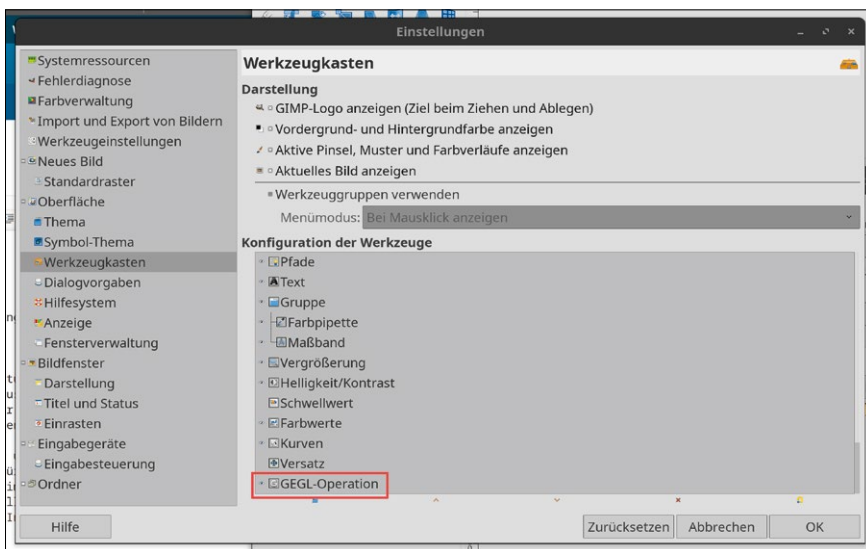 Einstellungen
Systemressourcen
Fehlerdiagnose
Farbverwaltung
Import und Export von Bildern
Werkzeugeinstellungen
Neues Bild
Standardraster
Oberfläche
Thema
Symbol-Thema
Werkzeugkasten
Dialogvorgaben
Hilfesystem
Anzeige
Fensterverwaltung
Bildfenster
Darstellung
Titel und Status
Einrasten
Eingabegeräte
Eingabesteuerung
Ordner
Werkzeugkasten
Darstellung
GIMP-Logo anzeigen (Ziel beim Ziehen und Ablegen)
Vordergrund- und Hintergrundfarbe anzeigen
Aktive Pinsel, Muster und Farbverläufe anzeigen
Aktuelles Bild anzeigen
Werkzeuggruppen verwenden
Menümodus: Bei Mausklick anzeigen
Konfiguration der Werkzeuge
Pfade
Text
Gruppe
Farbpipette
Maßband
Vergrößerung
Helligkeit/Kontrast
Schwellwert
Farbwerte
Kurven
Versatz
GEGL-Operation
Hilfe
Zurücksetzen
Abbrechen
OK